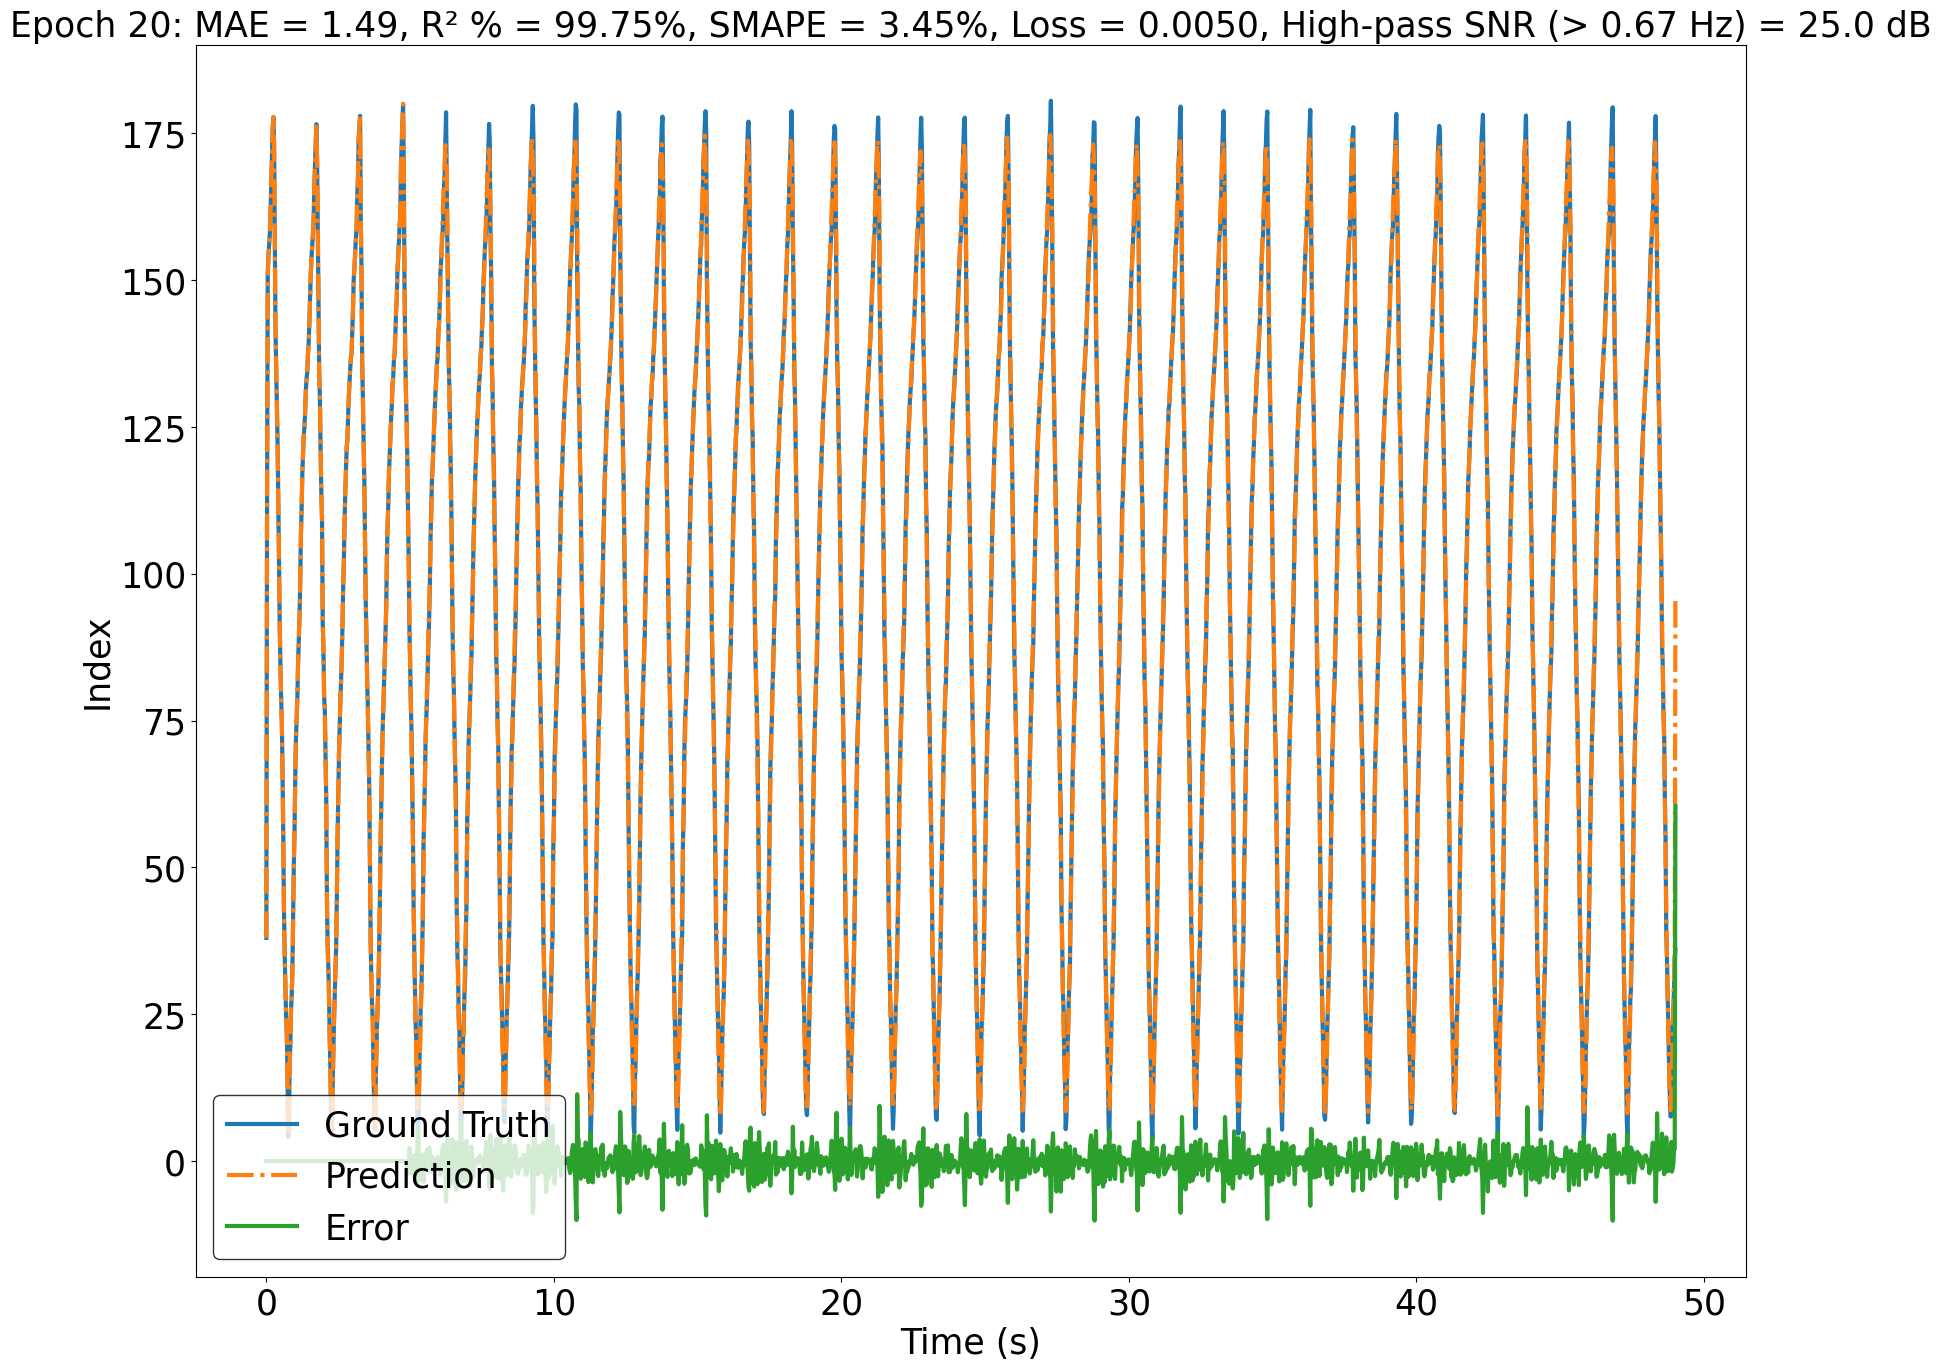 Epoch 20: MAE = 1.49, R² % = 99.75%, SMAPE = 3.45%, Loss = 0.0050, High-pass SNR (> 0.67 Hz) = 25.0 dB
175
150
125
100
75
50
25
0
Index
Ground Truth
Prediction
Error
0 10 20 30 40 50
Time (s)